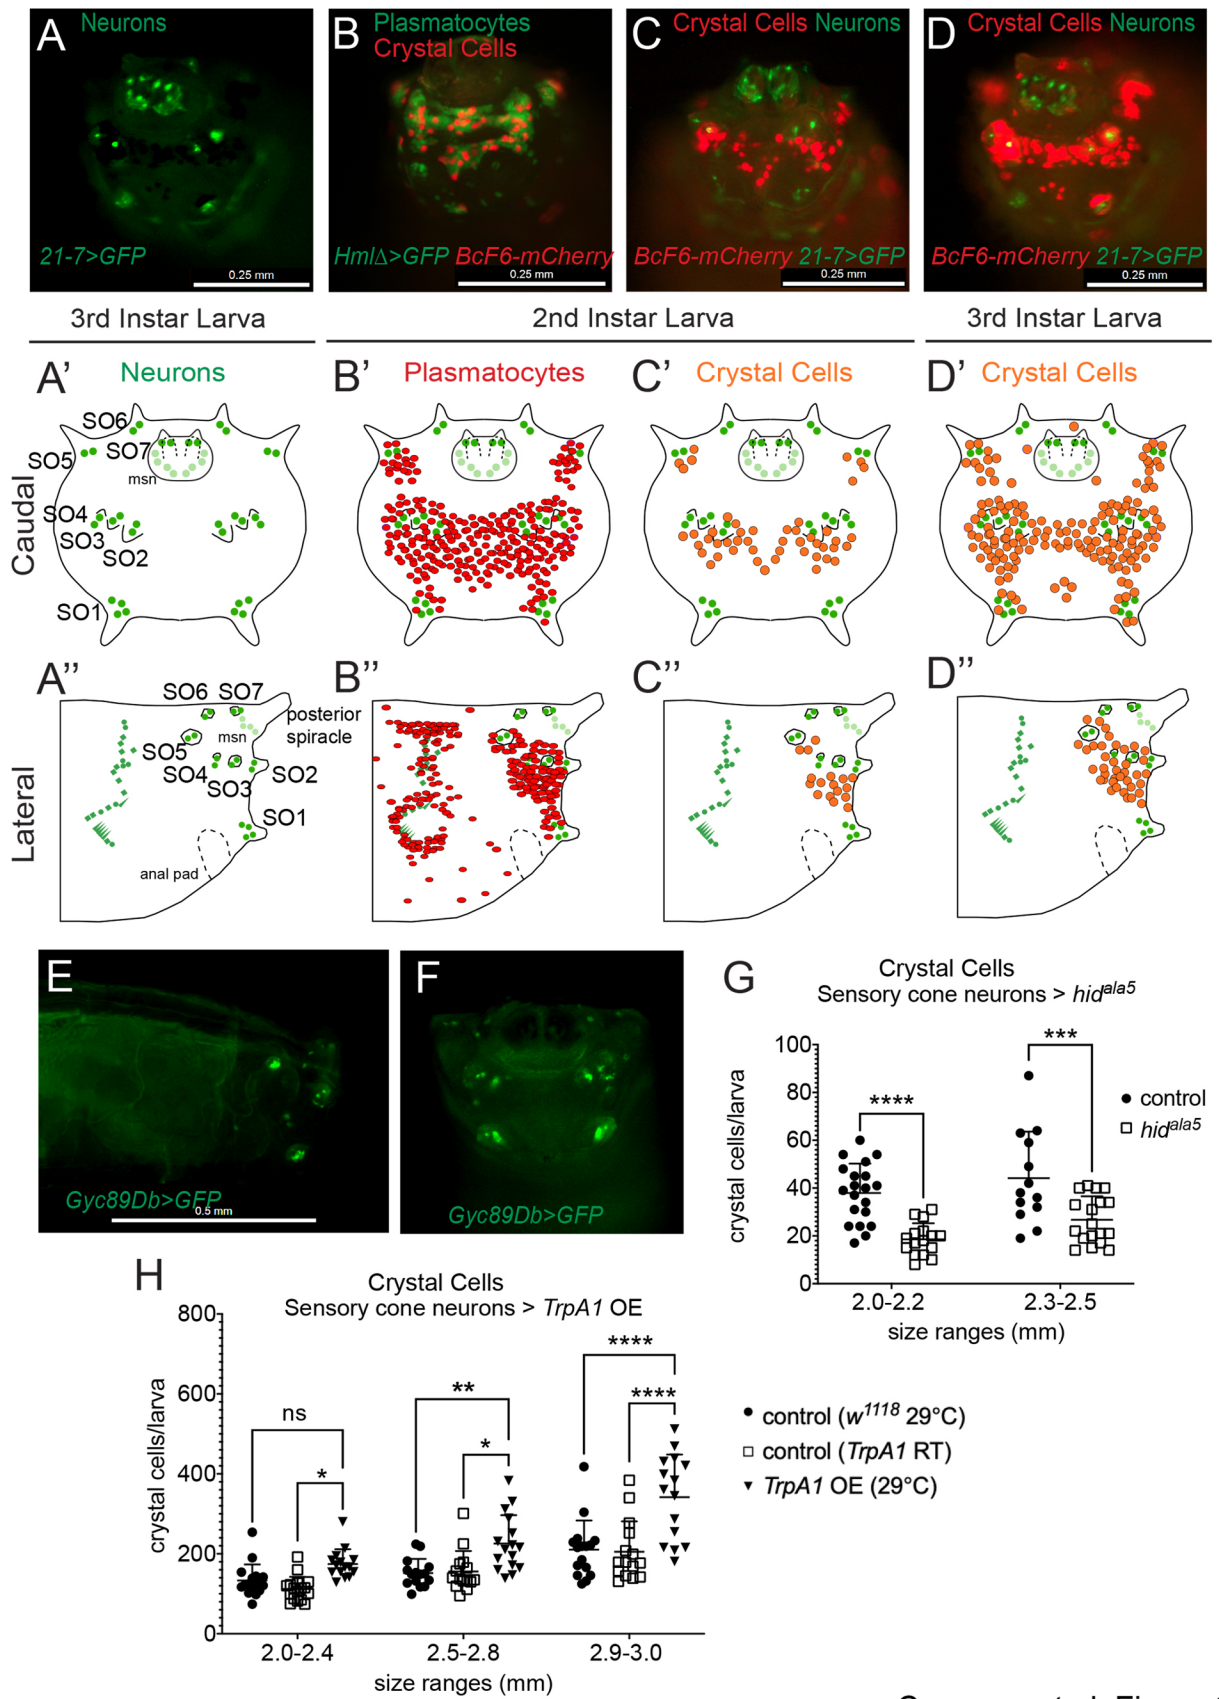 A Neurons
21-7>GFP
0.25 mm
B Plasmatocytes
Crystal Cells
HmlΔ>GFP BcF6-mCherry
0.25 mm
C Crystal Cells Neurons
BcF6-mCherry 21-7>GFP
0.25 mm
D Crystal Cells Neurons
BcF6-mCherry 21-7>GFP
0.25 mm
3rd Instar Larva
2nd Instar Larva
3rd Instar Larva
A' Neurons
B' Plasmatocytes
C' Crystal Cells
D' Crystal Cells
Caudal
SO6
SO7
SO5
msn
SO4
SO3
SO2
SO1
A''
B''
C''
D''
Lateral
SO6 SO7
posterior
spiracle
msn
SO5
SO4
SO3
SO2
SO1
anal pad
E
Gyc89Db>GFP
0.5 mm
F
Gyc89Db>GFP
G
Crystal Cells
Sensory cone neurons > hidala5
crystal cells/larva
100
80
60
40
20
0
****
***
control
hidala5
2.0-2.2
2.3-2.5
size ranges (mm)
H
Crystal Cells
Sensory cone neurons > TrpA1 OE
crystal cells/larva
800
600
400
200
0
ns
*
**
*
****
****
control (w1118 29°C)
control (TrpA1 RT)
TrpA1 OE (29°C)
2.0-2.4
2.5-2.8
2.9-3.0
size ranges (mm)